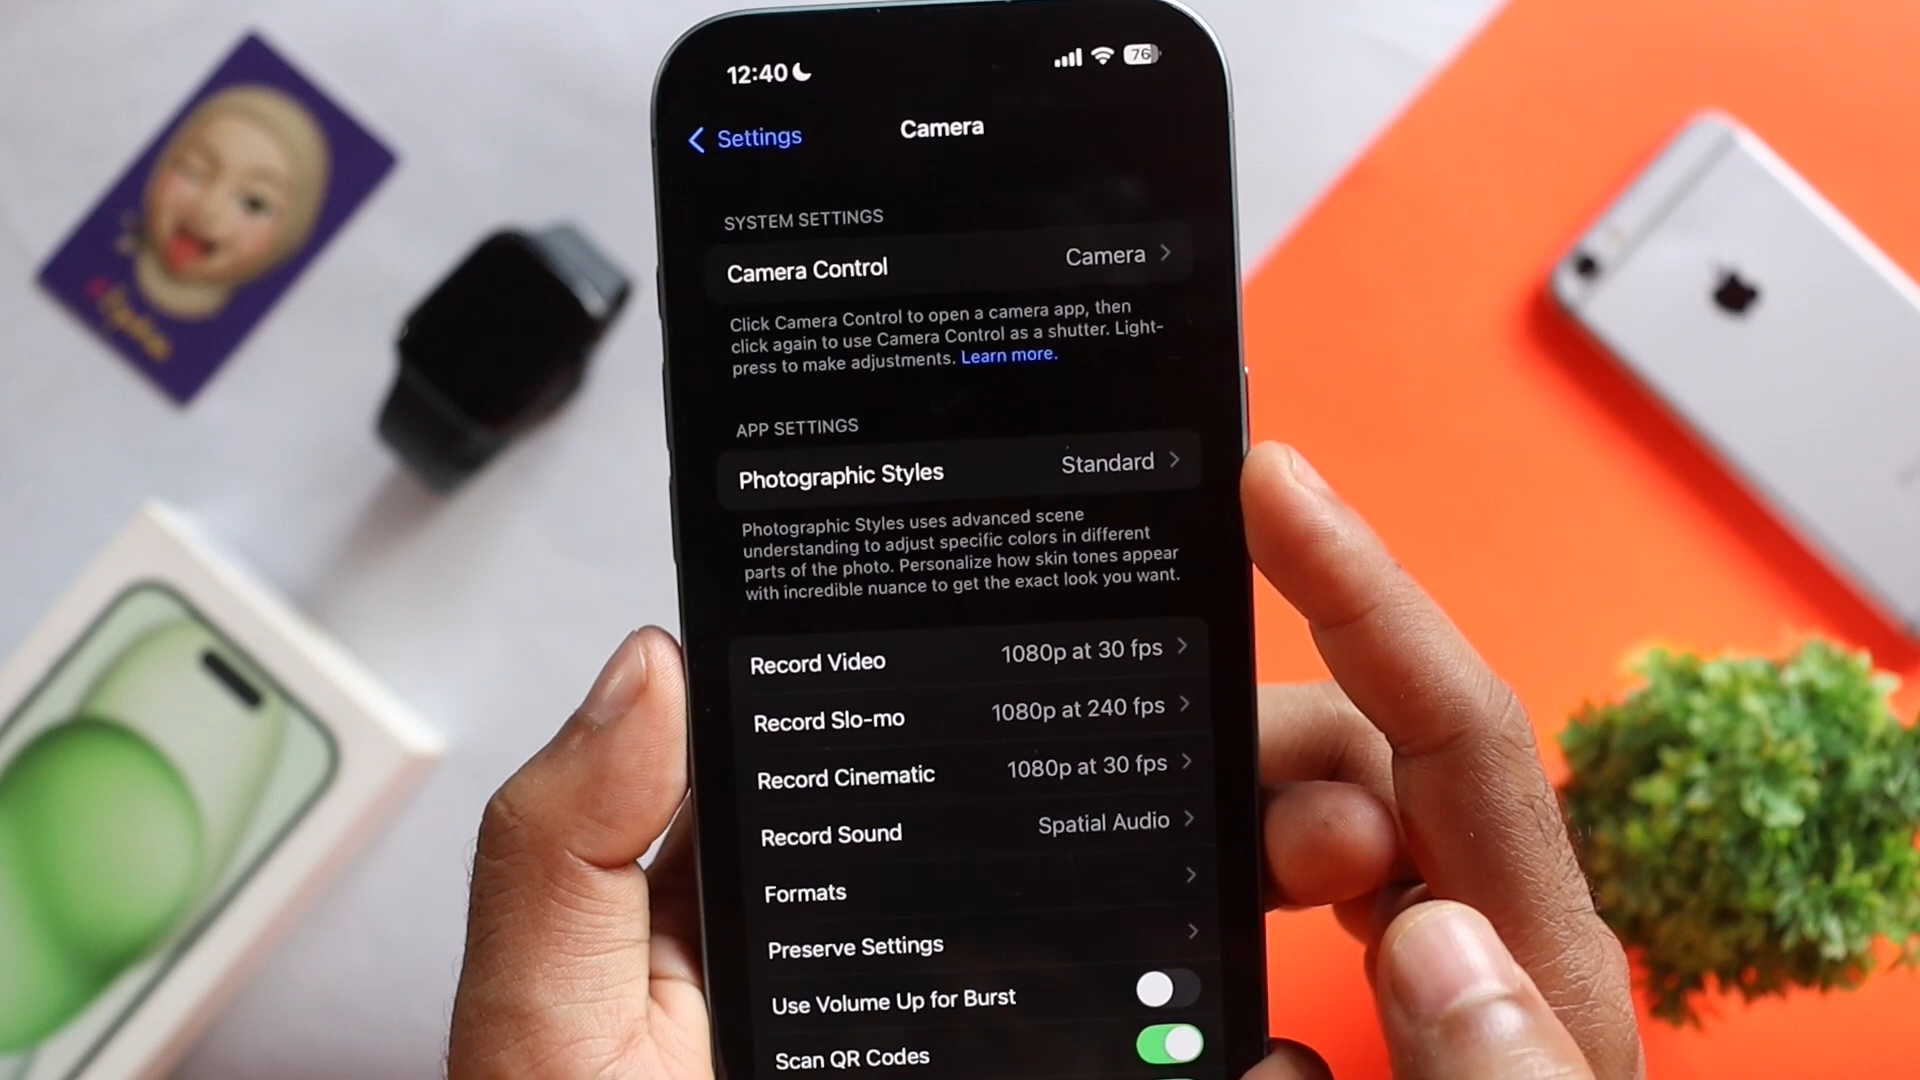 12:40
76
Settings
Camera
SYSTEM SETTINGS
Camera Control Camera
Click Camera Control to open a camera app, then
click again to use Camera Control as a shutter. Light-
press to make adjustments. Learn more.
APP SETTINGS
Photographic Styles Standard
Photographic Styles uses advanced scene
understanding to adjust specific colors in different
parts of the photo. Personalize how skin tones appear
with incredible nuance to get the exact look you want.
Record Video 1080p at 30 fps
Record Slo-mo 1080p at 240 fps
Record Cinematic 1080p at 30 fps
Record Sound Spatial Audio
Formats
Preserve Settings
Use Volume Up for Burst
Scan QR Codes